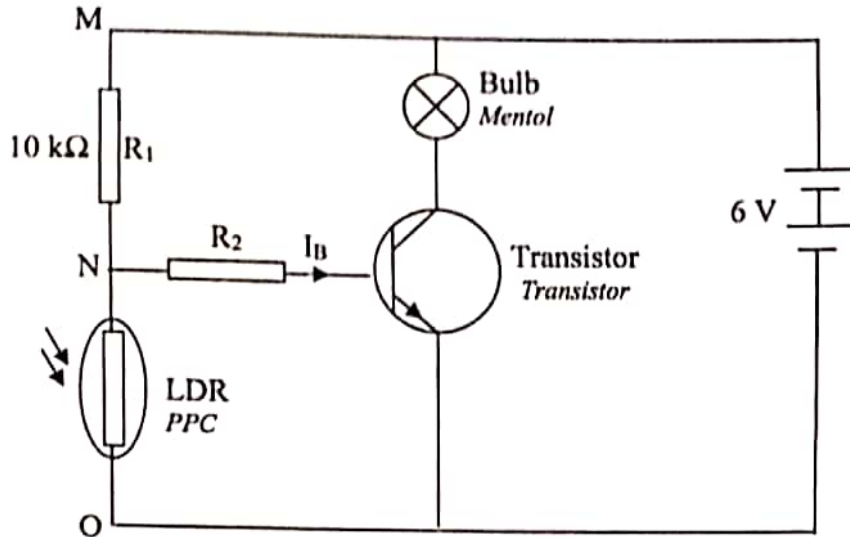 M
Bulb
Mentol
10 kΩ R₁
6 V
R₂ I_B
N
Transistor
Transistor
LDR
PPC
O